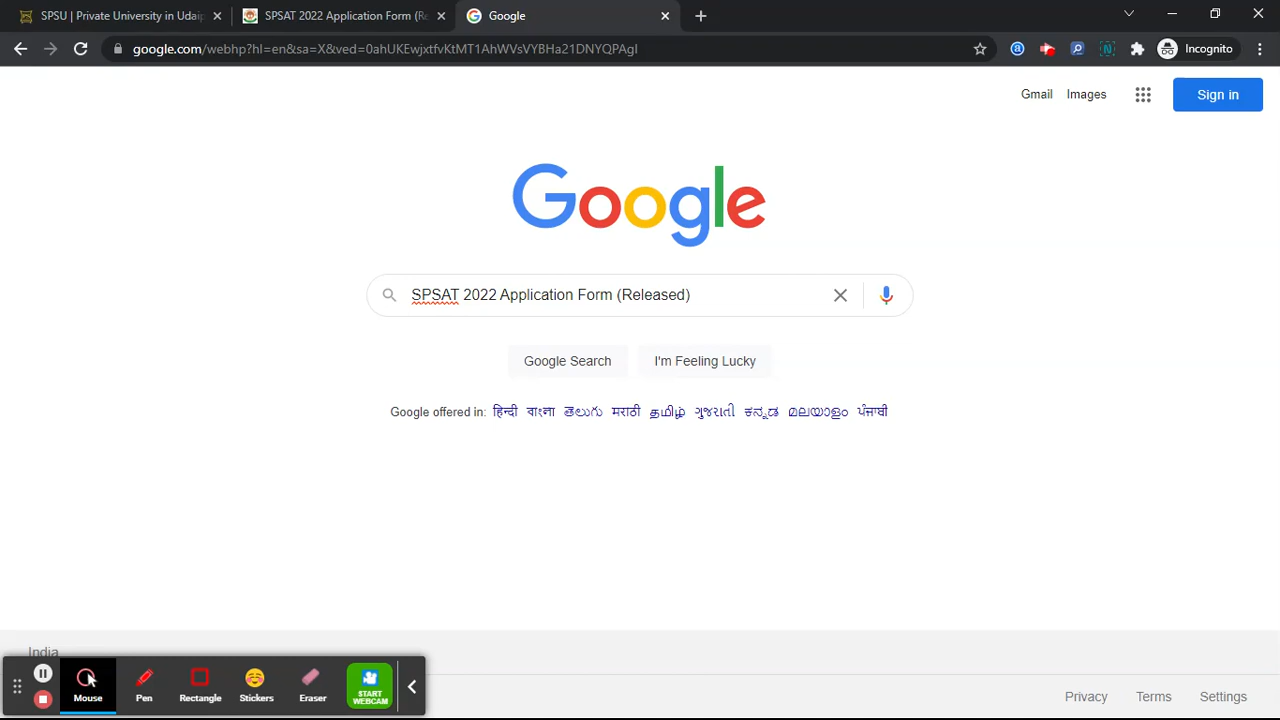 SPSU | Private University in Udaip
SPSAT 2022 Application Form (Re
Google
google.com/webhp?hl=en&sa=X&ved=0ahUKEwjxtfvKtMT1AhWVsVYBHa21DNYQPAgI
Incognito
Gmail Images Sign in
Google
SPSAT 2022 Application Form (Released)
Google Search I'm Feeling Lucky
Google offered in: हिन्दी বাংলা తెలుగు मराठी தமிழ் ગુજરાતી ಕನ್ನಡ മലയാളം ਪੰਜਾਬੀ
India
Mouse Pen Rectangle Stickers Eraser START WEBCAM
Privacy Terms Settings